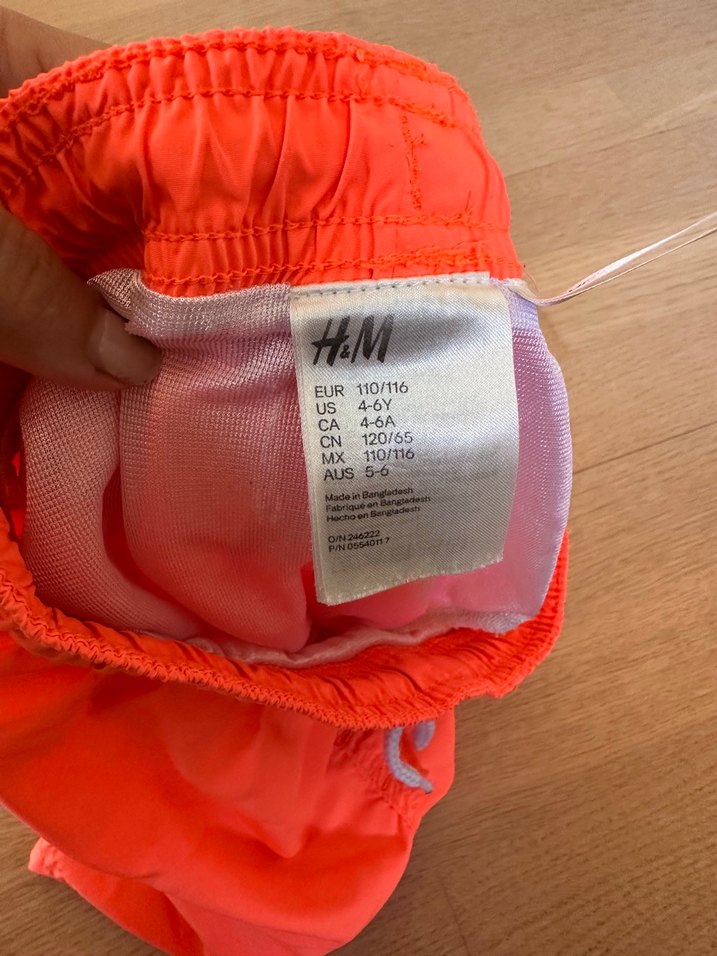 H&M
EUR 110/116
US 4-6Y
CA 4-6A
CN 120/65
MX 110/116
AUS 5-6
Made in Bangladesh
Fabriqué en Bangladesh
Hecho en Bangladesh
O/N 246222
P/N 0554011 7